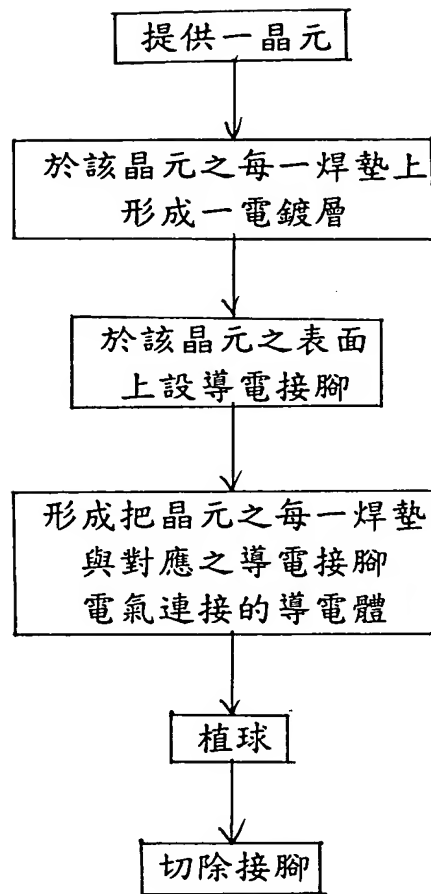 提供一晶元
於該晶元之每一焊墊上
形成一電鍍層
於該晶元之表面
上設導電接腳
形成把晶元之每一焊墊
與對應之導電接腳
電氣連接的導電體
植球
切除接腳